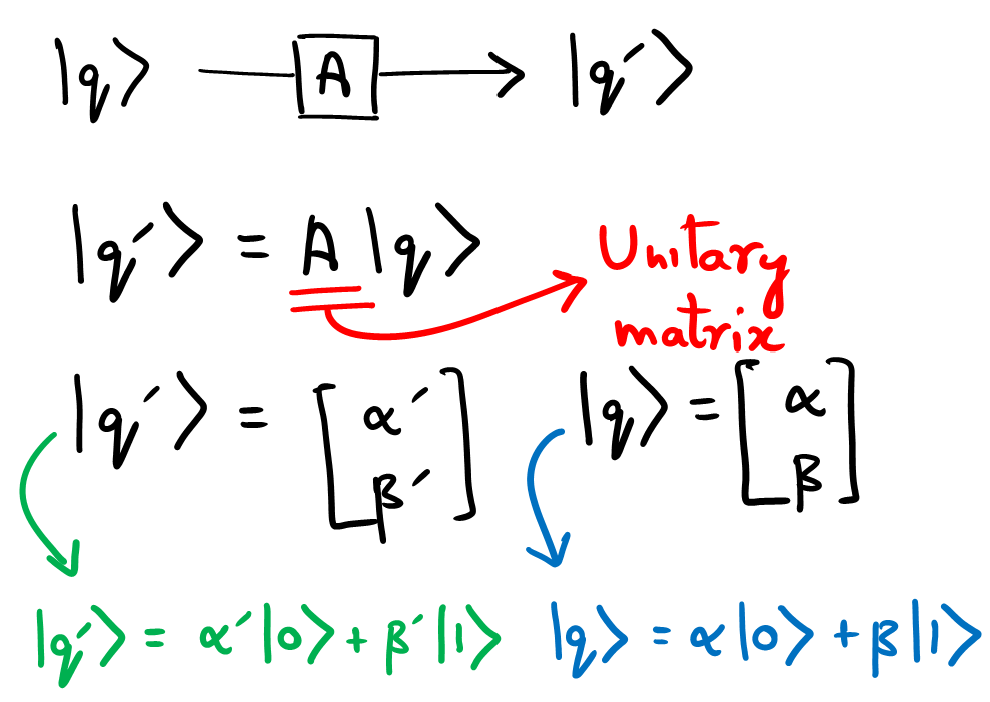 |q⟩ A |q′⟩
|q′⟩ = A |q⟩
Unitary
matrix
|q′⟩ = [α′ β′] |q⟩ = [α β]
|q′⟩ = α′|0⟩ + β′|1⟩ |q⟩ = α|0⟩ + β|1⟩